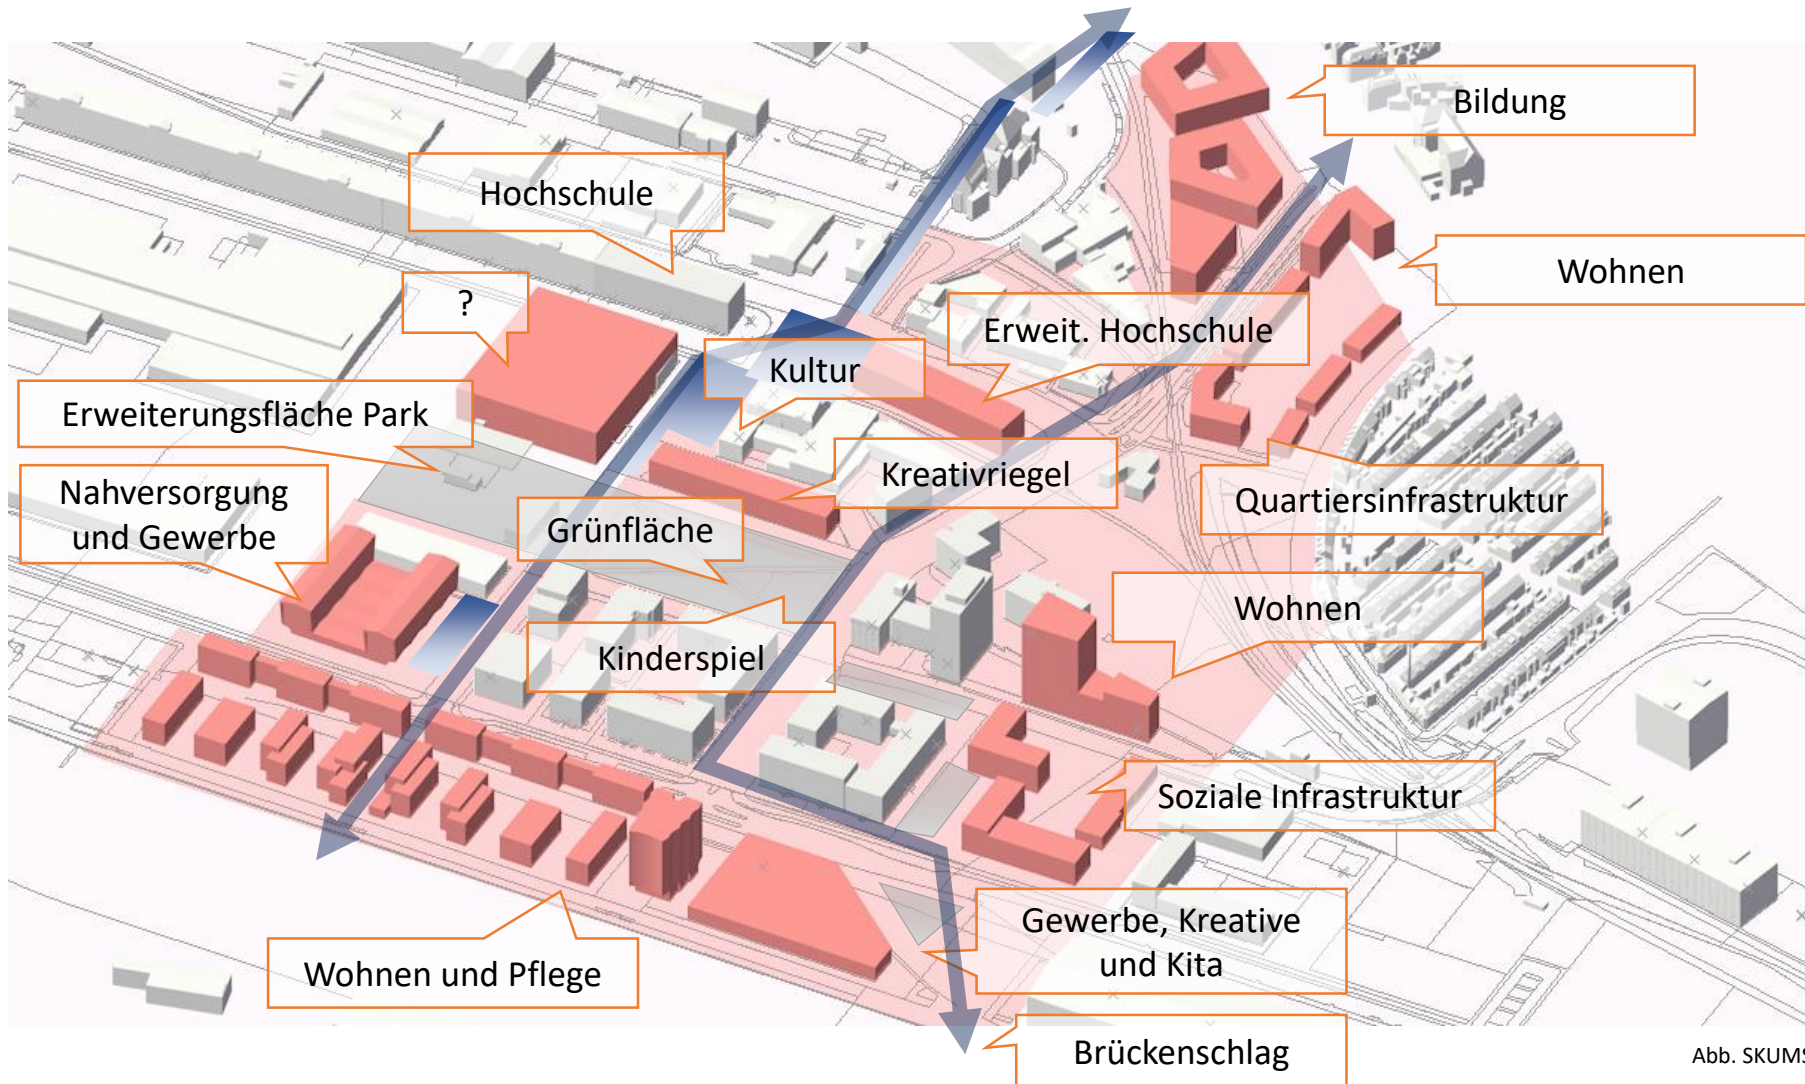 Bildung
Hochschule
Wohnen
?
Erweit. Hochschule
Kultur
Erweiterungsfläche Park
Kreativriegel
Nahversorgung
und Gewerbe
Quartiersinfrastruktur
Grünfläche
Wohnen
Kinderspiel
Soziale Infrastruktur
Gewerbe, Kreative
und Kita
Wohnen und Pflege
Brückenschlag
Abb. SKUMS